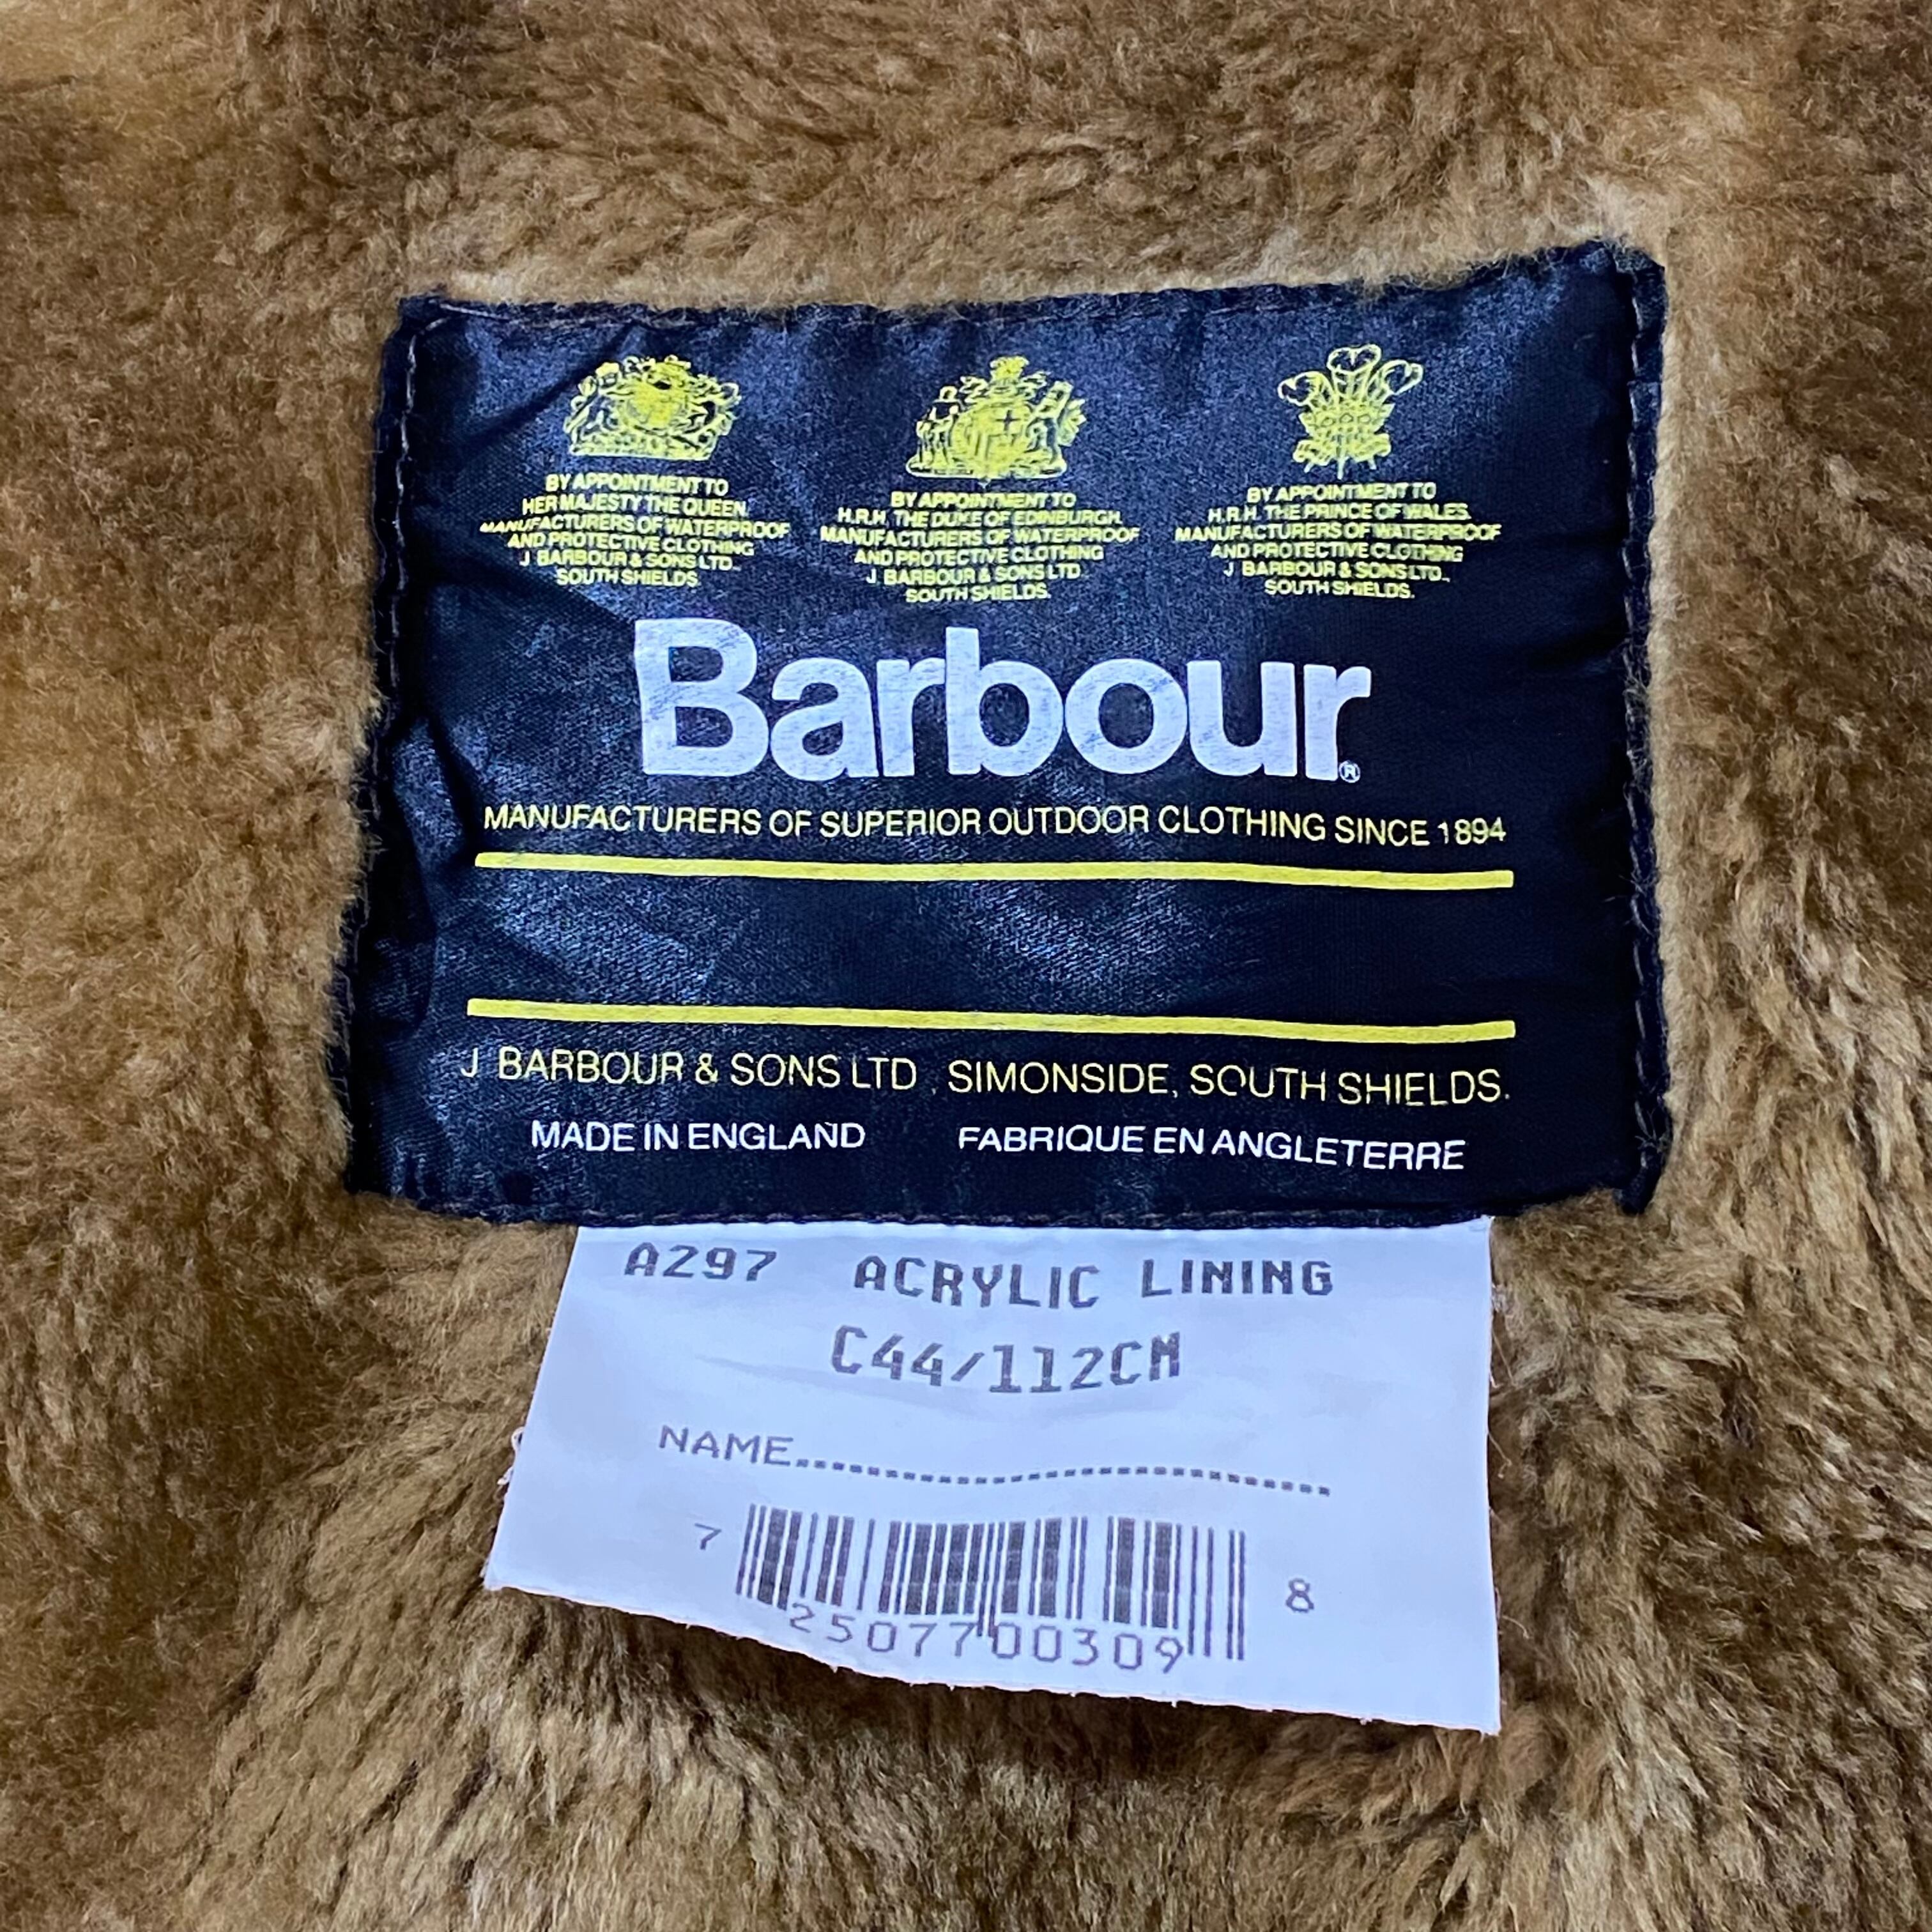 BY APPOINTMENT TO
HER MAJESTY THE QUEEN.
MANUFACTURERS OF WATERPROOF
AND PROTECTIVE CLOTHING
J BARBOUR & SONS LTD.,
SOUTH SHIELDS.
BY APPOINTMENT TO
H.R.H. THE DUKE OF EDINBURGH.
MANUFACTURERS OF WATERPROOF
AND PROTECTIVE CLOTHING
J. BARBOUR & SONS LTD.
SOUTH SHIELDS.
BY APPOINTMENT TO
H.R.H. THE PRINCE OF WALES.
MANUFACTURERS OF WATERPROOF
AND PROTECTIVE CLOTHING
J BARBOUR & SONS LTD.,
SOUTH SHIELDS.
Barbour®
MANUFACTURERS OF SUPERIOR OUTDOOR CLOTHING SINCE 1894
J BARBOUR & SONS LTD , SIMONSIDE, SOUTH SHIELDS.
MADE IN ENGLAND FABRIQUE EN ANGLETERRE
A297 ACRYLIC LINING
C44/112CM
NAME..............................
7 25077 00309 8